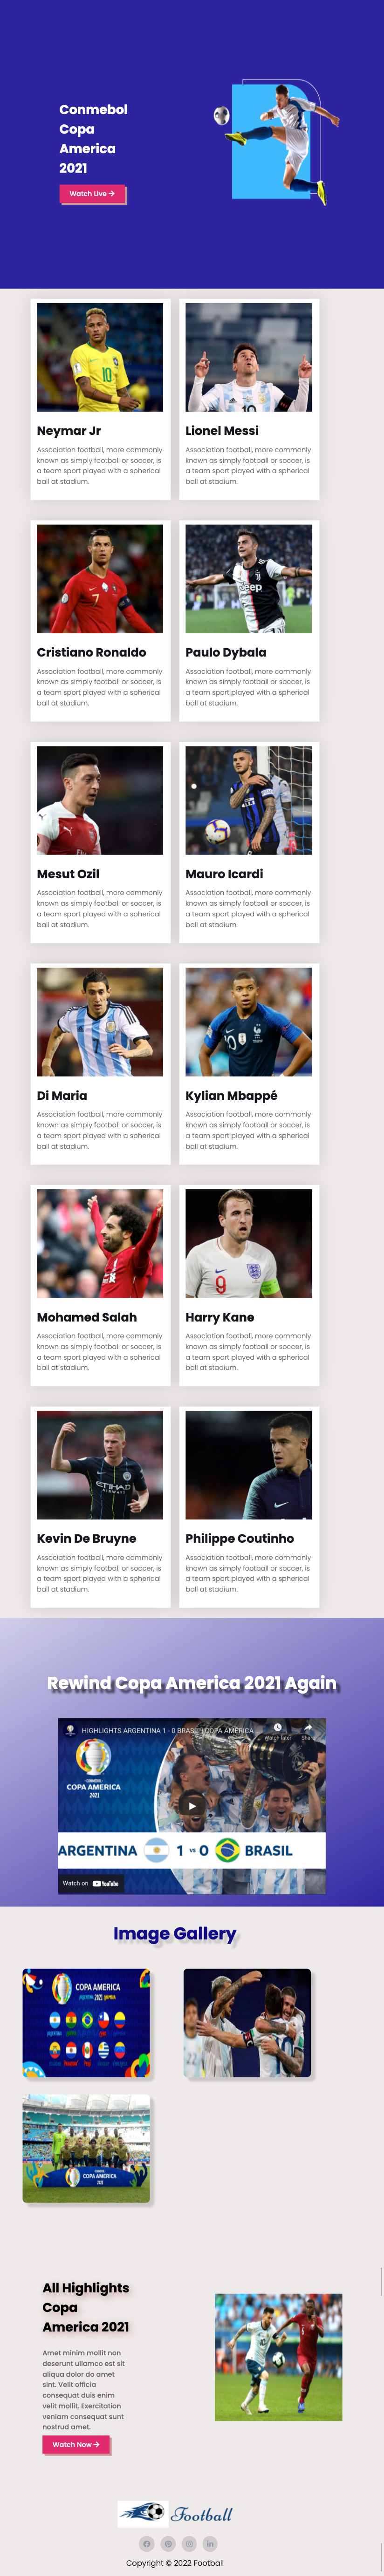 Conmebol
Copa
America
2021
Watch Live
10
10
Neymar Jr
Lionel Messi
Association football, more commonly
known as simply football or soccer, is
a team sport played with a spherical
ball at stadium.
Association football, more commonly
known as simply football or soccer, is
a team sport played with a spherical
ball at stadium.
7
Jeep
Cristiano Ronaldo
Paulo Dybala
Association football, more commonly
known as simply football or soccer, is
a team sport played with a spherical
ball at stadium.
Association football, more commonly
known as simply football or soccer, is
a team sport played with a spherical
ball at stadium.
Mesut Ozil
Mauro Icardi
Association football, more commonly
known as simply football or soccer, is
a team sport played with a spherical
ball at stadium.
Association football, more commonly
known as simply football or soccer, is
a team sport played with a spherical
ball at stadium.
7
10
Di Maria
Kylian Mbappé
Association football, more commonly
known as simply football or soccer, is
a team sport played with a spherical
ball at stadium.
Association football, more commonly
known as simply football or soccer, is
a team sport played with a spherical
ball at stadium.
9
Mohamed Salah
Harry Kane
Association football, more commonly
known as simply football or soccer, is
a team sport played with a spherical
ball at stadium.
Association football, more commonly
known as simply football or soccer, is
a team sport played with a spherical
ball at stadium.
ETIHAD
AIRWAYS
Kevin De Bruyne
Philippe Coutinho
Association football, more commonly
known as simply football or soccer, is
a team sport played with a spherical
ball at stadium.
Association football, more commonly
known as simply football or soccer, is
a team sport played with a spherical
ball at stadium.
Rewind Copa America 2021 Again
HIGHLIGHTS ARGENTINA 1 - 0 BRASIL | COPA AMÉRICA
Watch later
Share
COPA AMÉRICA
2021
ARGENTINA 1 vs 0 BRASIL
Watch on YouTube
Image Gallery
COPA AMÉRICA
COPA AMÉRICA
All Highlights
Copa
America 2021
Amet minim mollit non
deserunt ullamco est sit
aliqua dolor do amet
sint. Velit officia
consequat duis enim
velit mollit. Exercitation
veniam consequat sunt
nostrud amet.
Watch Now
Football
Copyright © 2022 Football